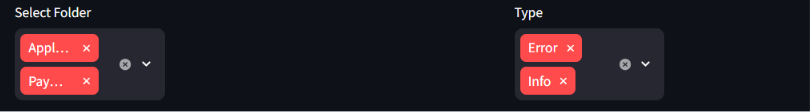 Select Folder
Type
Appl...
Error
Pay...
Info